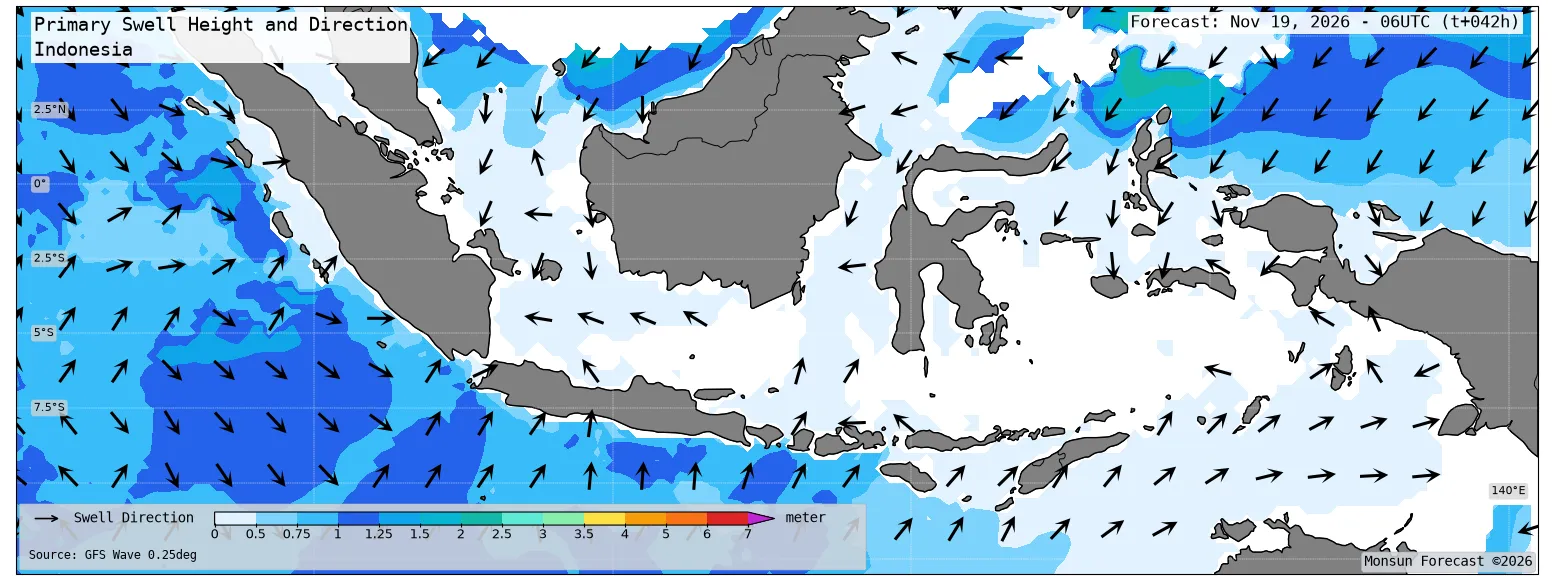 Primary Swell Height and Direction
Indonesia
Forecast: Nov 19, 2026 - 06UTC (t+042h)
2.5°N
0°
2.5°S
5°S
7.5°S
140°E
Swell Direction
0 0.5 0.75 1 1.25 1.5 2 2.5 3 3.5 4 5 6 7
meter
Source: GFS Wave 0.25deg
Monsun Forecast ©2026